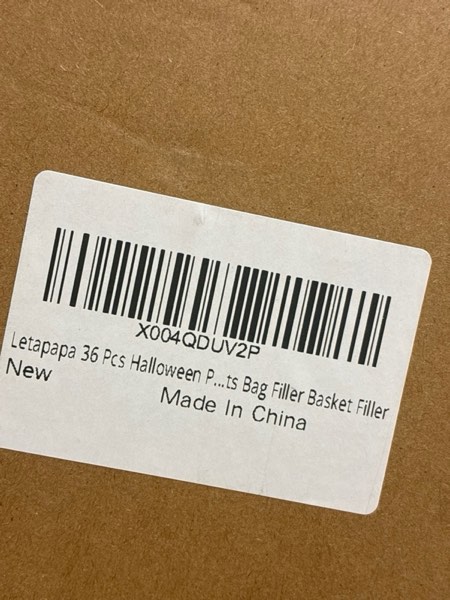 X004QDUV2P
Letapapa 36 Pcs Halloween P...ts Bag Filler Basket Filler
New
Made In China